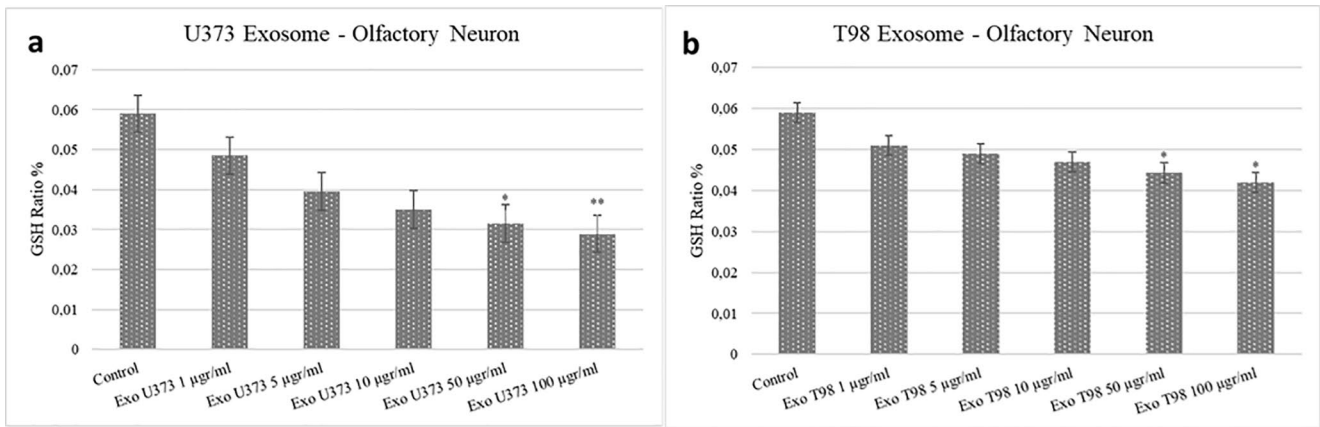 a
U373 Exosome - Olfactory Neuron
GSH Ratio %
0,07
0,06
0,05
0,04
0,03
0,02
0,01
0
*
**
Control
Exo U373 1 µgr/ml
Exo U373 5 µgr/ml
Exo U373 10 µgr/ml
Exo U373 50 µgr/ml
Exo U373 100 µgr/ml
b
T98 Exosome - Olfactory Neuron
GSH Ratio %
0,07
0,06
0,05
0,04
0,03
0,02
0,01
0
*
*
Control
Exo T98 1 µgr/ml
Exo T98 5 µgr/ml
Exo T98 10 µgr/ml
Exo T98 50 µgr/ml
Exo T98 100 µgr/ml